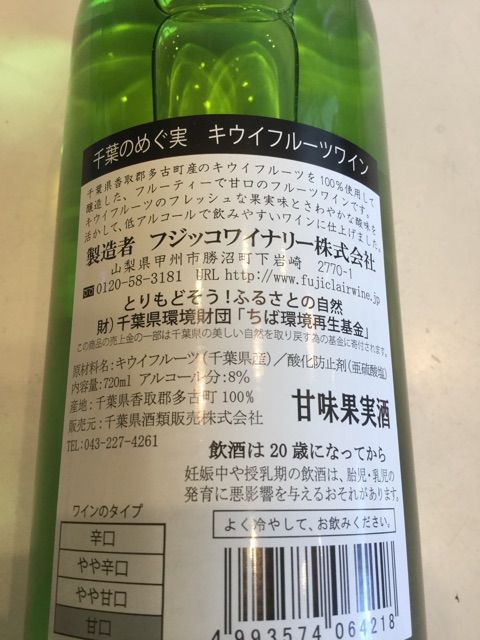 千葉のめぐ実 キウイフルーツワイン
千葉県香取郡多古町産のキウイフルーツを100%使用して
醸造した、フルーティーで甘口のフルーツワインです。
キウイフルーツのフレッシュな果実味とさわやかな酸味を
活かして、低アルコールで飲みやすいワインに仕上げました。
製造者 フジッコワイナリー株式会社
山梨県甲州市勝沼町下岩崎 2770-1
0120-58-3181 URL http://www.fujiclairwine.jp
とりもどそう!ふるさとの自然
財)千葉県環境財団「ちば環境再生基金」
この商品の売上金の一部は千葉県の美しい自然を取り戻す為の基金に寄付されます。
原材料名:キウイフルーツ(千葉県産)/酸化防止剤(亜硫酸塩)
内容量:720ml アルコール分:8%
産地:千葉県香取郡多古町 100%
販売元:千葉県酒類販売株式会社
TEL:043-227-4261
甘味果実酒
飲酒は20歳になってから
妊娠中や授乳期の飲酒は、胎児・乳児の
発育に悪影響を与えるおそれがあります。
ワインのタイプ
辛口
やや辛口
やや甘口
甘口
よく冷やして、お飲みください。
4 993574 064218